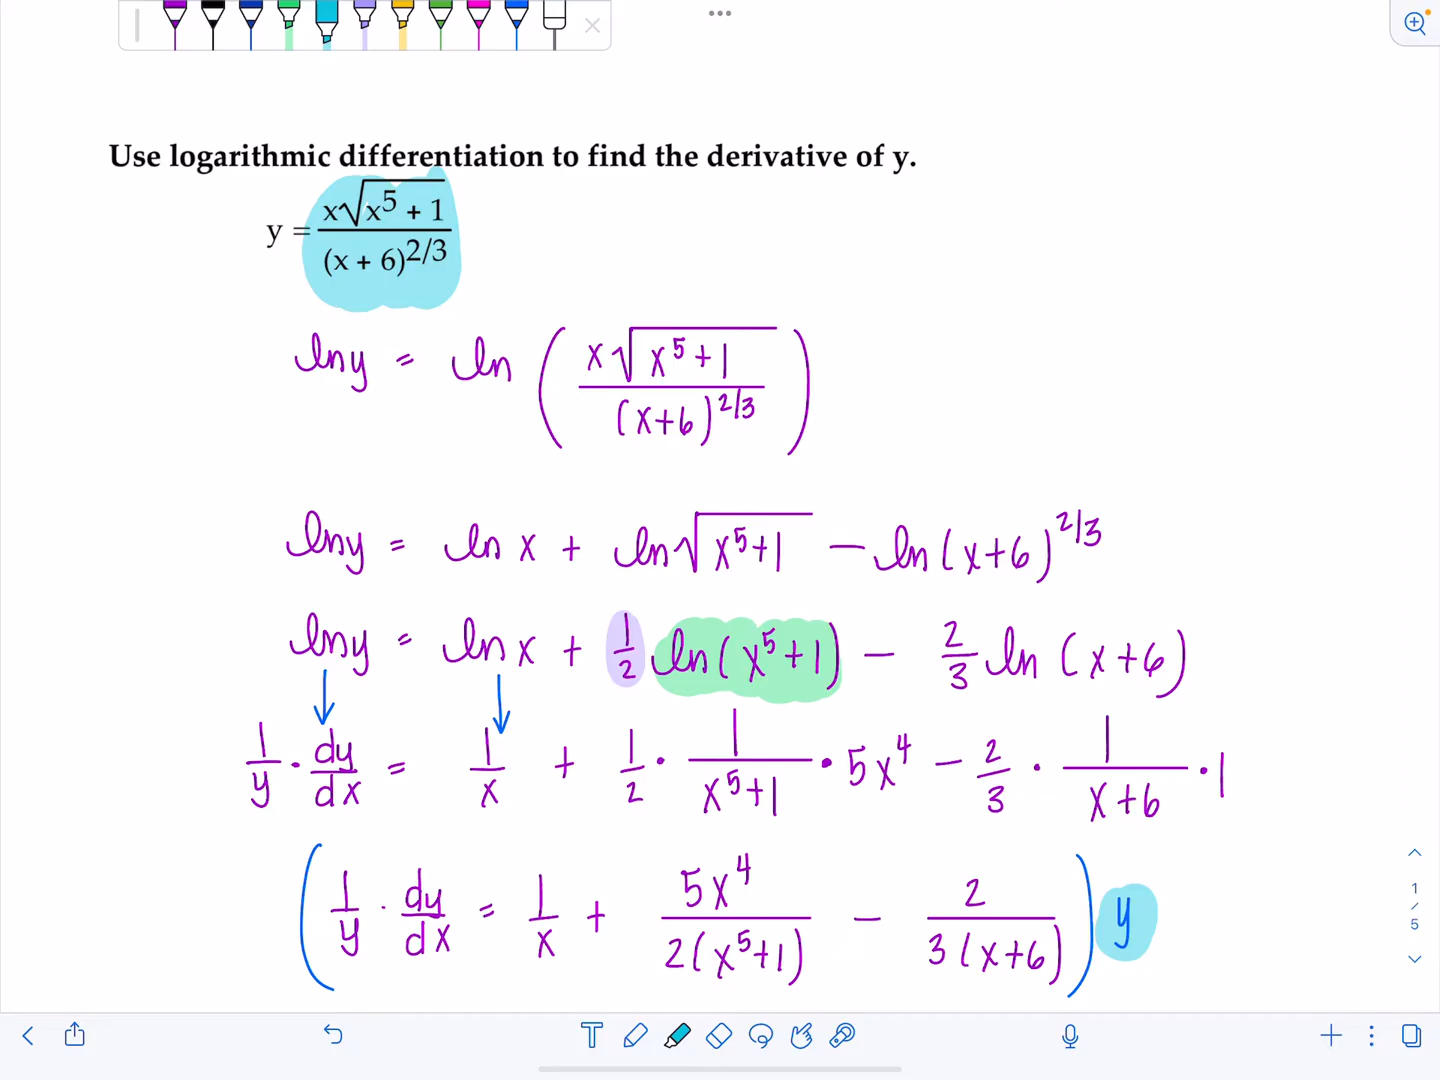 Use logarithmic differentiation to find the derivative of y.
y = x√(x^5 + 1) / (x + 6)^2/3
ln y = ln ( x√(x^5+1) / (x+6)^2/3 )
ln y = ln x + ln√(x^5+1) − ln(x+6)^2/3
ln y = ln x + 1/2 ln(x^5+1) − 2/3 ln (x+6)
1/y · dy/dx = 1/x + 1/2 · 1/(x^5+1) · 5x^4 − 2/3 · 1/(x+6) · 1
( 1/y · dy/dx = 1/x + 5x^4/2(x^5+1) − 2/3(x+6) ) y
1
/
5
T